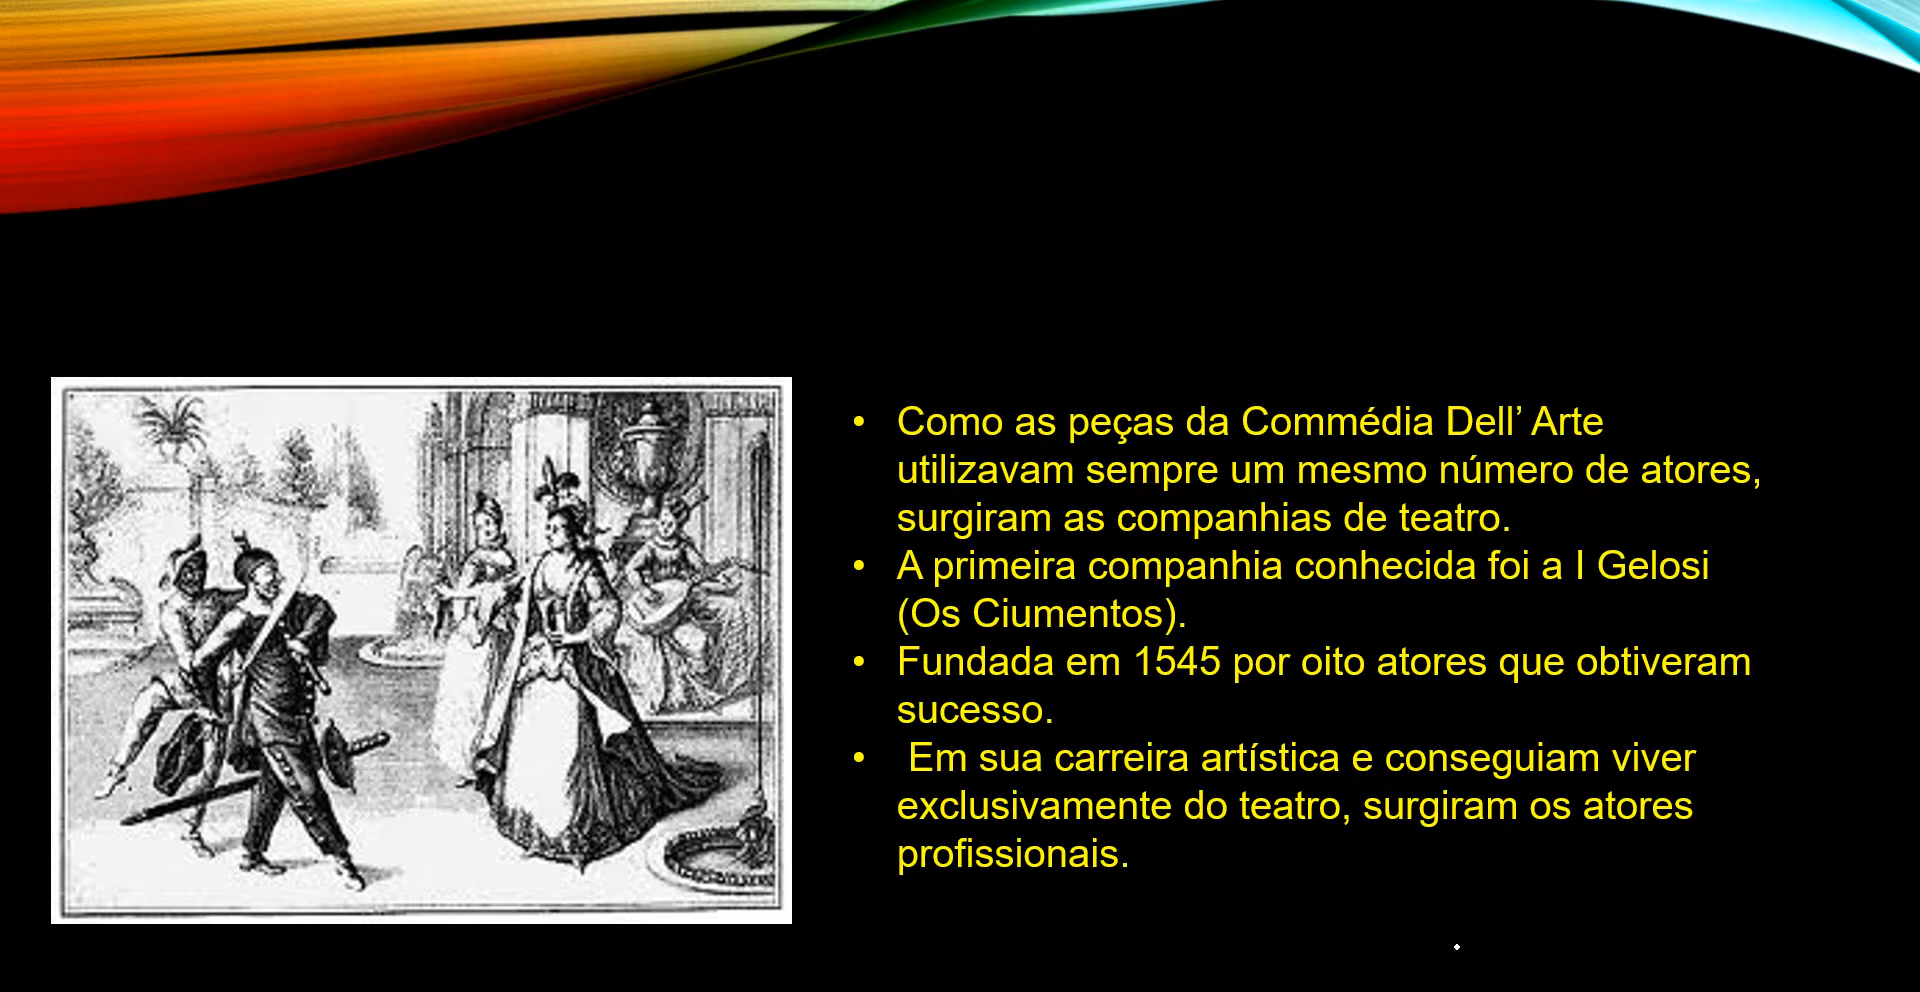 • Como as peças da Commédia Dell’ Arte
utilizavam sempre um mesmo número de atores,
surgiram as companhias de teatro.
• A primeira companhia conhecida foi a I Gelosi
(Os Ciumentos).
• Fundada em 1545 por oito atores que obtiveram
sucesso.
• Em sua carreira artística e conseguiam viver
exclusivamente do teatro, surgiram os atores
profissionais.